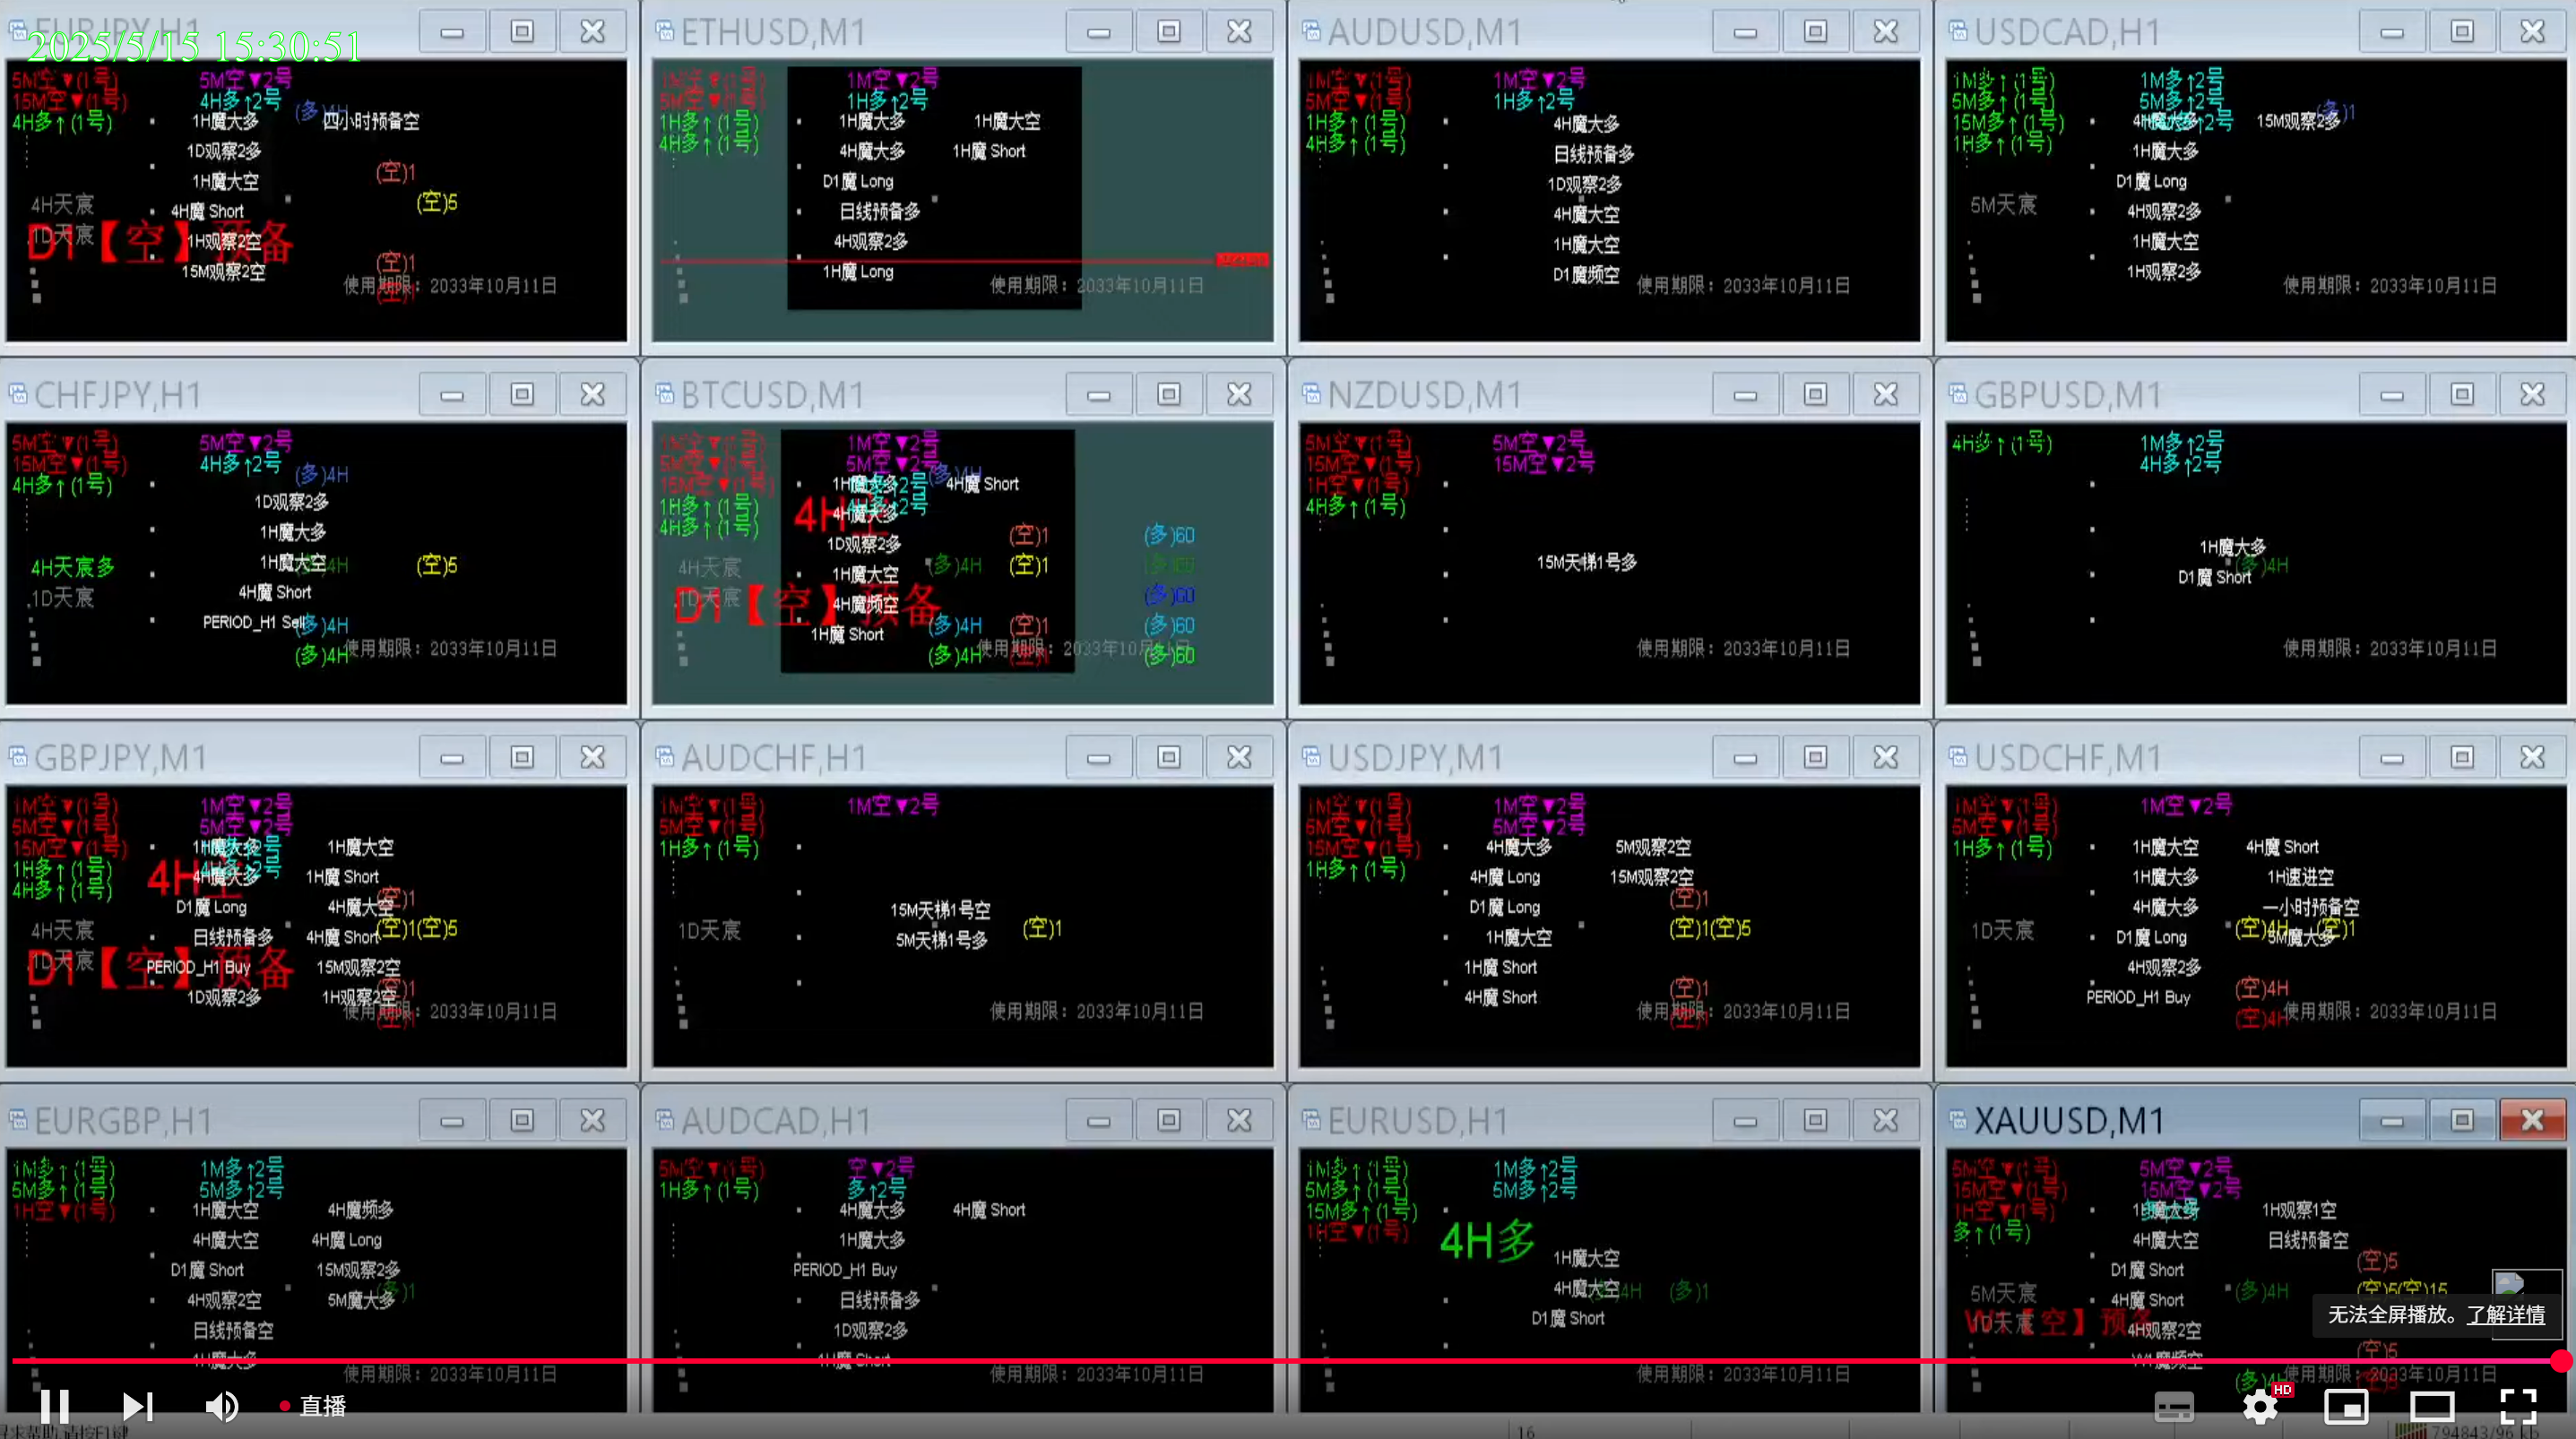 EURJPY,H1
2025/5/15 15:30:51
5M空▼(1号)
15M空▼(1号)
4H多↑(1号)
5M空▼2号
4H多↑2号
(多)4H
1H魔大多
四小时预备空
1D观察2多
1H魔大空
(空)1
(空)5
4H天宸
4H魔 Short
1D天宸
D1【空】预备
1H观察2空
(空)1
15M观察2空
使用期限：2033年10月11日
ETHUSD,M1
1M空▼(1号)
5M空▼(1号)
1H多↑(1号)
4H多↑(1号)
1M空▼2号
1H多↑2号
1H魔大多
1H魔大空
4H魔大多
1H魔 Short
D1魔 Long
日线预备多
4H观察2多
1H魔 Long
使用期限：2033年10月11日
AUDUSD,M1
1M空▼(1号)
5M空▼(1号)
1H多↑(1号)
4H多↑(1号)
1M空▼2号
1H多↑2号
4H魔大多
日线预备多
1D观察2多
4H魔大空
1H魔大空
D1魔频空
使用期限：2033年10月11日
USDCAD,H1
1M多↑(1号)
5M多↑(1号)
15M多↑(1号)
1H多↑(1号)
1M多↑2号
5M多↑2号
(多)1
4H魔大多
15M观察2多
1H魔大多
D1魔 Long
5M天宸
4H观察2多
1H魔大空
1H观察2多
使用期限：2033年10月11日
CHFJPY,H1
5M空▼(1号)
15M空▼(1号)
4H多↑(1号)
5M空▼2号
4H多↑2号
(多)4H
1D观察2多
1H魔大多
1H魔大空
(空)5
4H天宸多
4H魔 Short
1D天宸
PERIOD_H1 Sell
(多)4H
(多)4H
使用期限：2033年10月11日
BTCUSD,M1
1M空▼(1号)
5M空▼(1号)
15M空▼(1号)
1H多↑(1号)
4H多↑(1号)
1M空▼2号
5M空▼2号
(多)4H
1H魔大多
4H魔 Short
4H魔大多
1D观察2多
(空)1
(多)60
4H天宸
1H魔大空
(多)4H
(空)1
1D天宸
D1【空】预备
4H魔频空
(多)60
1H魔 Short
(多)4H
(空)1
(多)60
(多)4H
(多)60
使用期限：2033年10月11日
NZDUSD,M1
5M空▼(1号)
15M空▼(1号)
1H空▼(1号)
4H多↑(1号)
5M空▼2号
15M空▼2号
15M天梯1号多
使用期限：2033年10月11日
GBPUSD,M1
4H多↑(1号)
1M多↑2号
4H多↑2号
1H魔大多
(多)4H
D1魔 Short
使用期限：2033年10月11日
GBPJPY,M1
1M空▼(1号)
5M空▼(1号)
15M空▼(1号)
1H多↑(1号)
4H多↑(1号)
1M空▼2号
5M空▼2号
1H魔大多
1H魔大空
4H魔大多
1H魔 Short
(空)1
D1魔 Long
4H魔大空
4H天宸
日线预备多
4H魔 Short
(空)1(空)5
1D天宸
D1【空】预备
PERIOD_H1 Buy
15M观察2空
(空)1
1D观察2多
1H观察2空
使用期限：2033年10月11日
AUDCHF,H1
1M空▼(1号)
5M空▼(1号)
1H多↑(1号)
1M空▼2号
15M天梯1号空
5M天梯1号多
(空)1
1D天宸
使用期限：2033年10月11日
USDJPY,M1
1M空▼(1号)
5M空▼(1号)
15M空▼(1号)
1H多↑(1号)
1M空▼2号
5M空▼2号
4H魔大多
5M观察2空
4H魔 Long
15M观察2空
(空)1
D1魔 Long
(空)1(空)5
1H魔大空
1H魔 Short
(空)1
4H魔 Short
使用期限：2033年10月11日
USDCHF,M1
1M空▼(1号)
5M空▼(1号)
1H多↑(1号)
1M空▼2号
1H魔大空
4H魔 Short
1H魔大多
1H速进空
4H魔大多
一小时预备空
1D天宸
D1魔 Long
(空)4H
(空)1
5M魔大多
4H观察2多
PERIOD_H1 Buy
(空)4H
(空)4H
使用期限：2033年10月11日
EURGBP,H1
1M多↑(1号)
5M多↑(1号)
1H空▼(1号)
1M多↑2号
5M多↑2号
1H魔大空
4H魔频多
4H魔大空
4H魔 Long
D1魔 Short
15M观察2多
(多)1
4H观察2空
5M魔大多
日线预备空
4H魔大多
使用期限：2033年10月11日
AUDCAD,H1
5M空▼(1号)
1H多↑(1号)
空▼2号
多↑2号
4H魔大多
4H魔 Short
1H魔大多
PERIOD_H1 Buy
日线预备多
1D观察2多
4H魔 Short
使用期限：2033年10月11日
EURUSD,H1
1M多↑(1号)
5M多↑(1号)
15M多↑(1号)
1H空▼(1号)
1M多↑2号
5M多↑2号
4H多
1H魔大空
4H魔大空
(多)1
D1魔 Short
使用期限：2033年10月11日
XAUUSD,M1
5M空▼(1号)
15M空▼(1号)
1H空▼(1号)
多↑(1号)
5M空▼2号
15M空▼2号
1H魔大多
1H观察1空
4H魔大空
日线预备空
(空)5
D1魔 Short
5M天宸
(多)4H
(空)5(空)15
4H魔 Short
1D天宸
4H观察2空
W1魔频空
(空)5
使用期限：2033年10月11日
无法全屏播放。了解详情
直播
HD
16
794843/96 kb